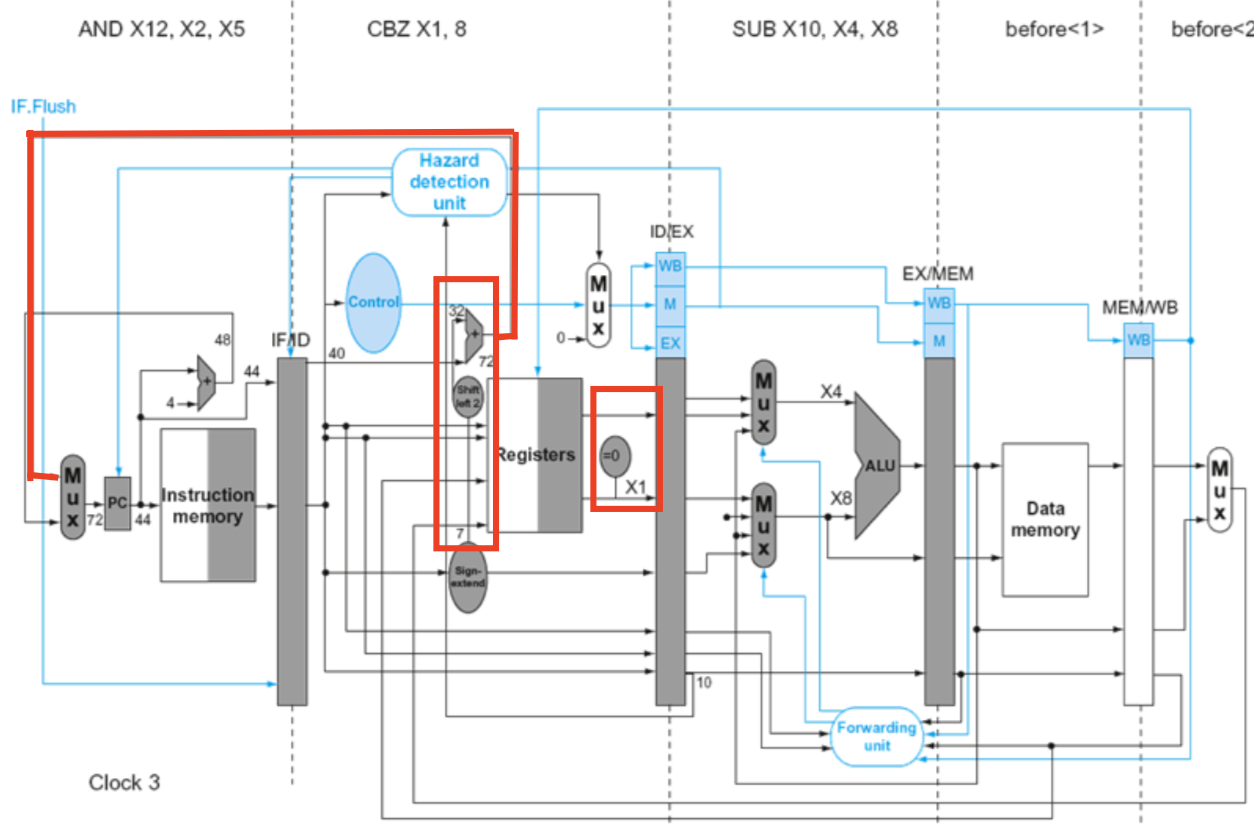 AND X12, X2, X5
CBZ X1, 8
SUB X10, X4, X8
before<1>
before<2
IF.Flush
Hazard
detection
unit
ID/EX
WB
M
EX
Control
Mux
0
EX/MEM
WB
M
MEM/WB
WB
48
IF/ID
40
32
+
72
44
4
+
Shift
left 2
Mux
X4
Registers
=0
X1
ALU
Mux
72
PC
44
Instruction
memory
Mux
X8
Data
memory
Mux
7
Sign-
extend
10
Forwarding
unit
Clock 3